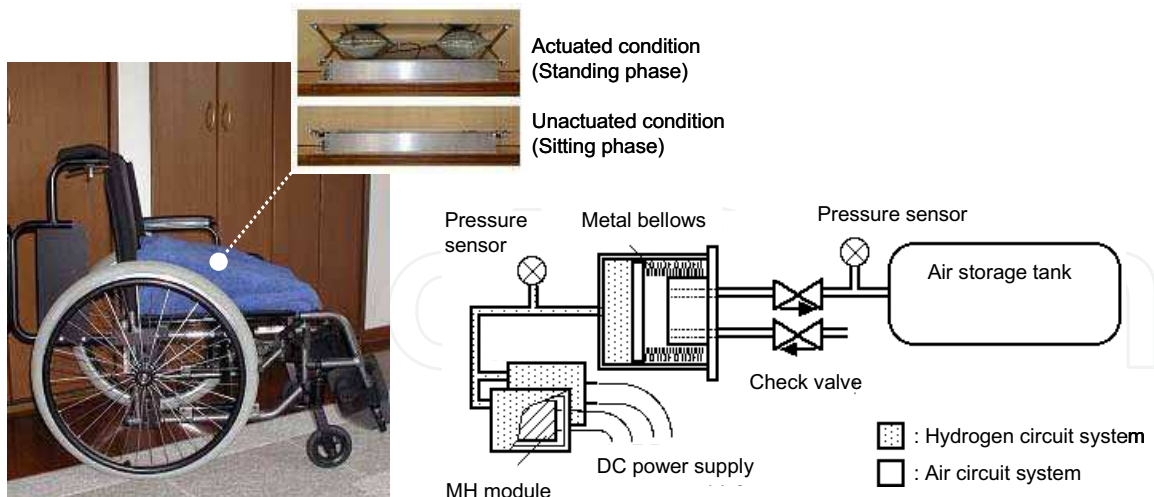 Actuated condition
(Standing phase)
Unactuated condition
(Sitting phase)
Pressure
sensor
Metal bellows
Pressure sensor
Air storage tank
Check valve
DC power supply
MH module
: Hydrogen circuit system
: Air circuit system